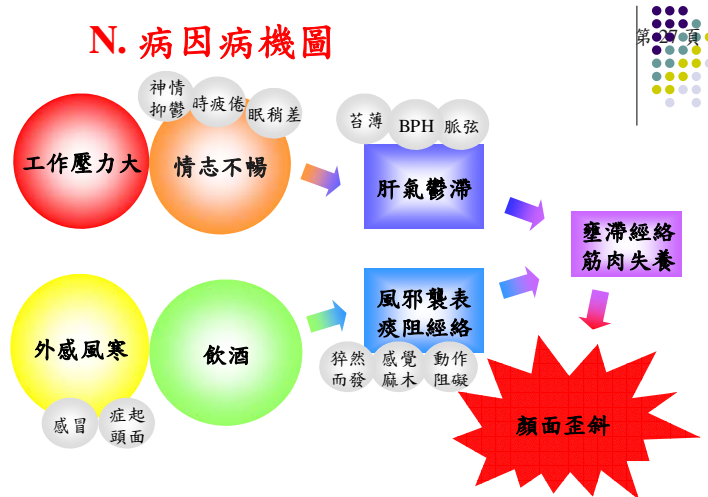 N. 病因病機圖
第 27 頁
神情
抑鬱
時疲倦
眠稍差
工作壓力大
情志不暢
苔薄
BPH
脈弦
肝氣鬱滯
壅滯經絡
筋肉失養
外感風寒
飲酒
感冒
症起
頭面
風邪襲表
痰阻經絡
猝然
而發
感覺
麻木
動作
阻礙
顏面歪斜